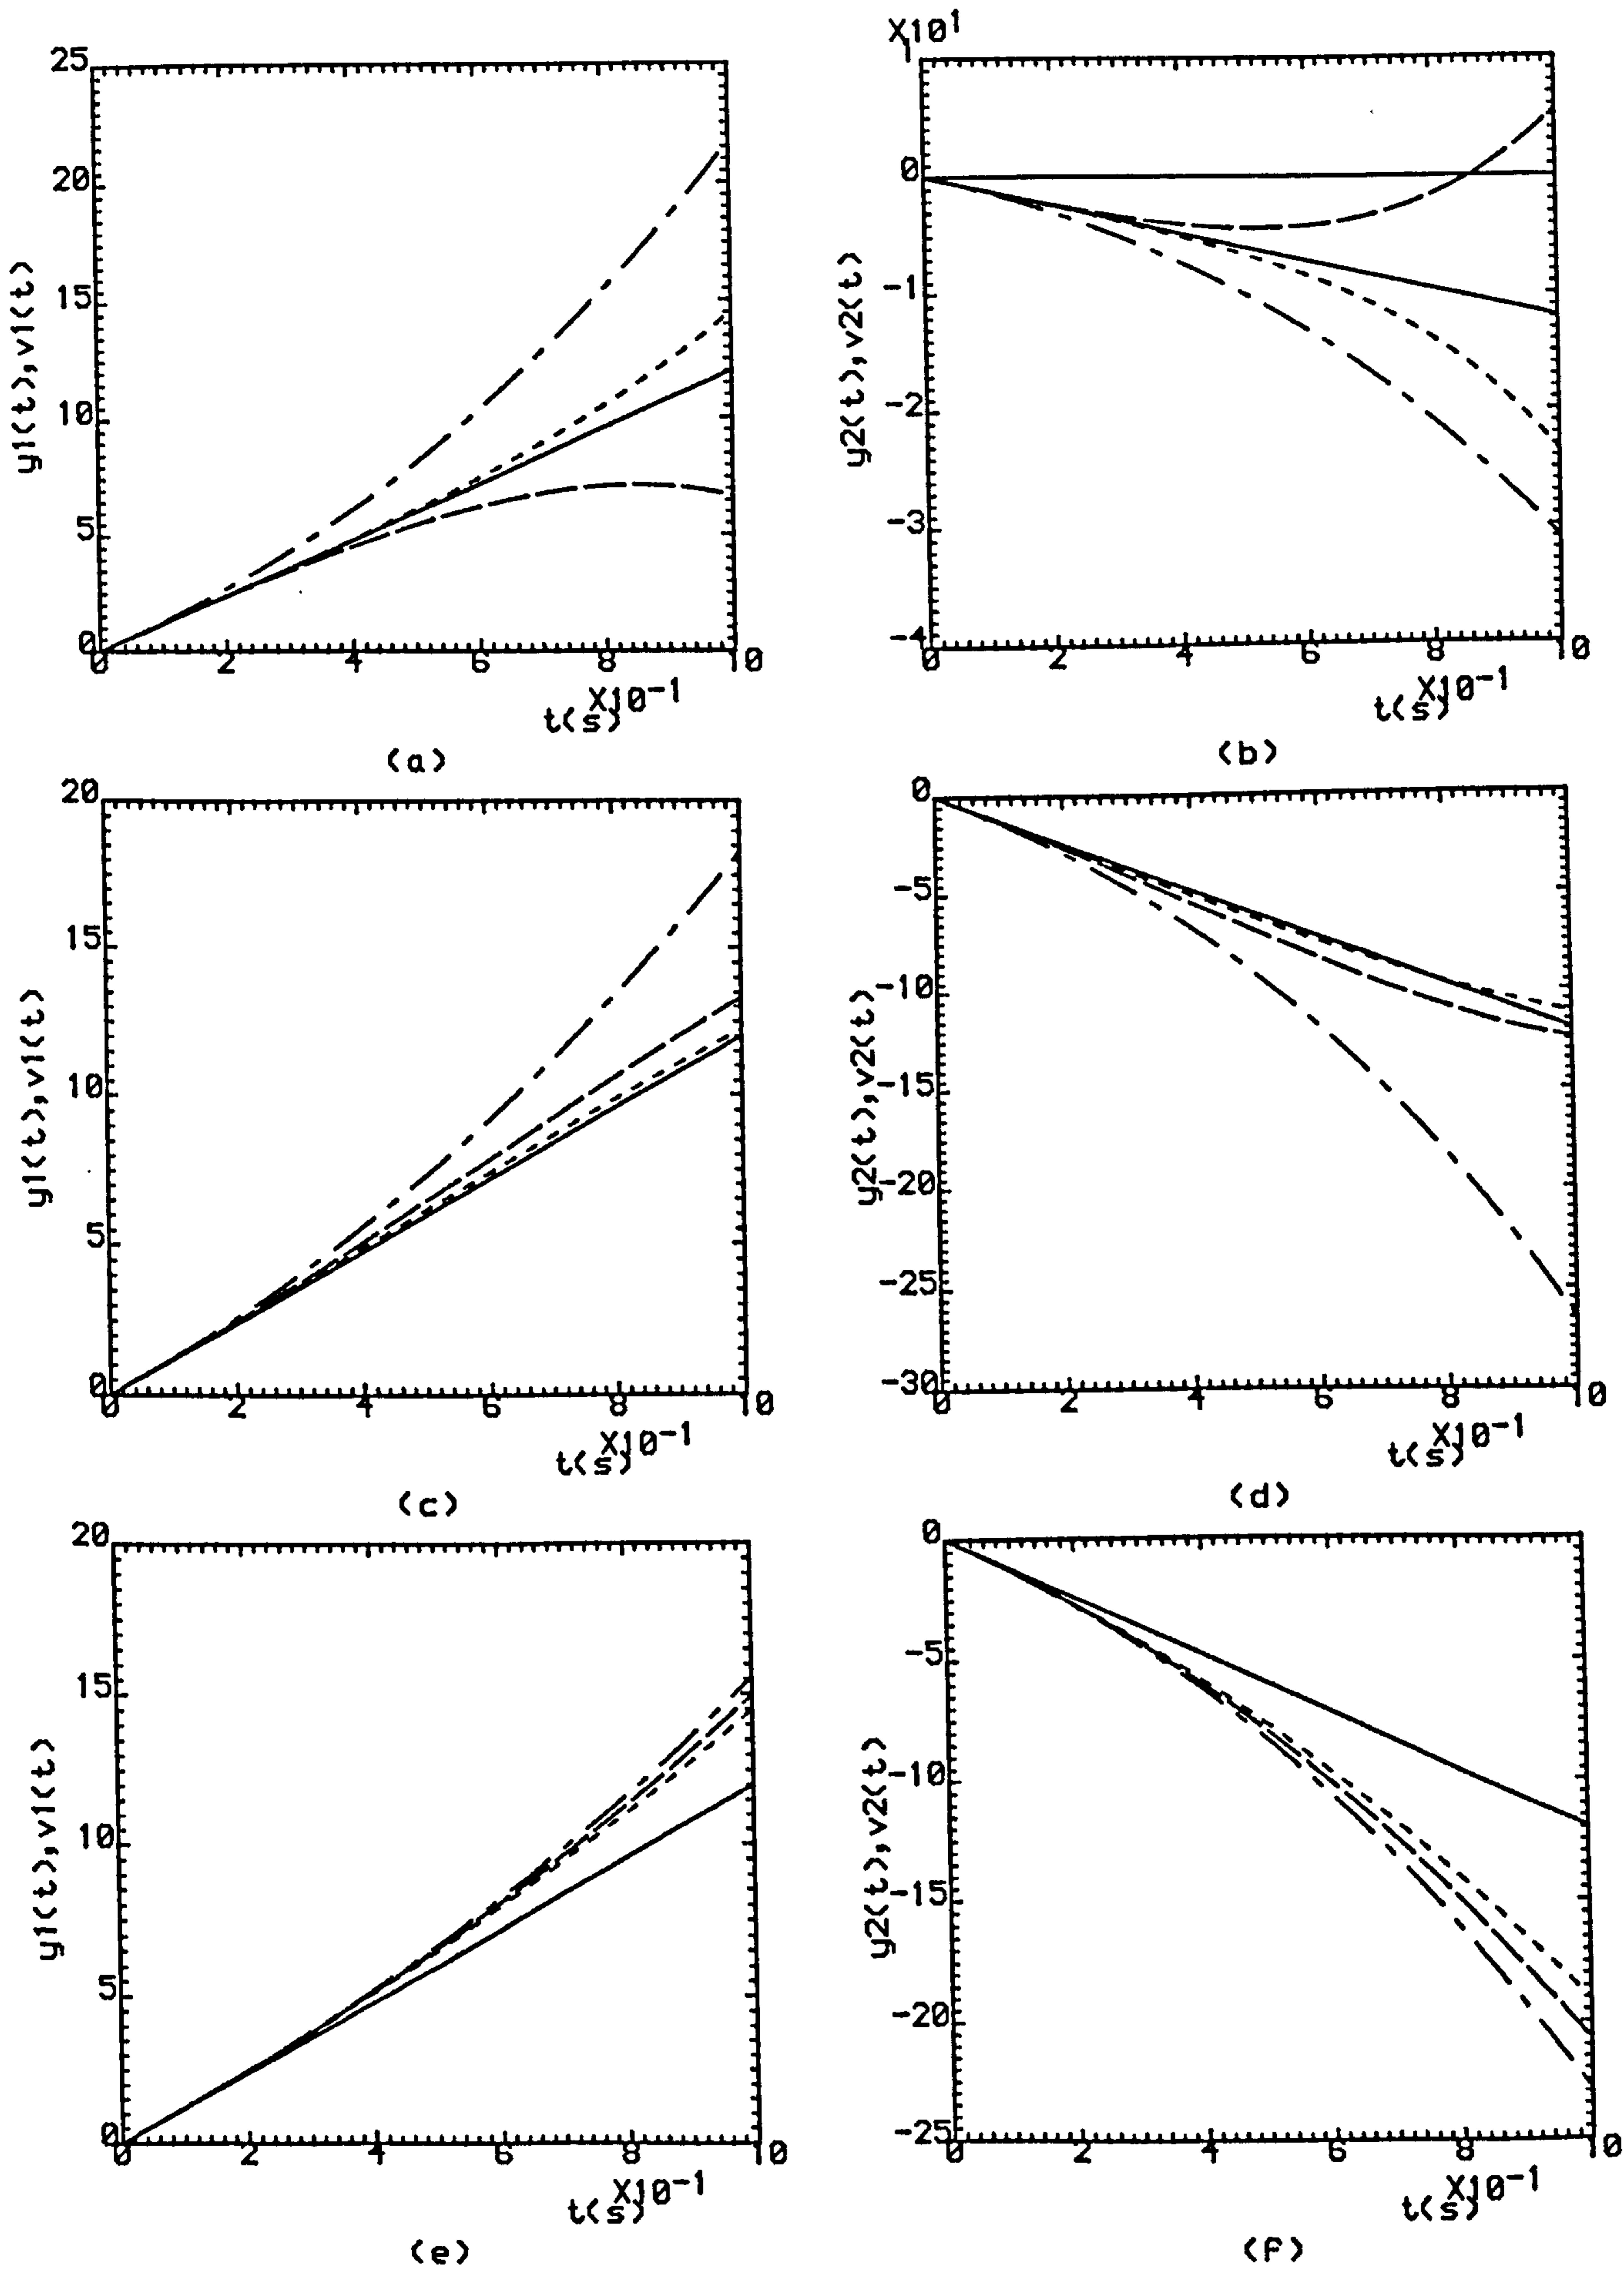 25
20
15
10
5
0
y1(t),v1(t)
0 2 4 6 8 10
X10-1
t(s)
(a)
X10¹
1
0
-1
-2
-3
-4
y2(t),v2(t)
0 2 4 6 8 10
X10-1
t(s)
(b)
20
15
10
5
0
y1(t),v1(t)
0 2 4 6 8 10
X10-1
t(s)
(c)
0
-5
-10
-15
-20
-25
-30
y2(t),v2(t)
0 2 4 6 8 10
X10-1
t(s)
(d)
20
15
10
5
0
y1(t),v1(t)
0 2 4 6 8 10
X10-1
t(s)
(e)
0
-5
-10
-15
-20
-25
y2(t),v2(t)
0 2 4 6 8 10
X10-1
t(s)
(f)